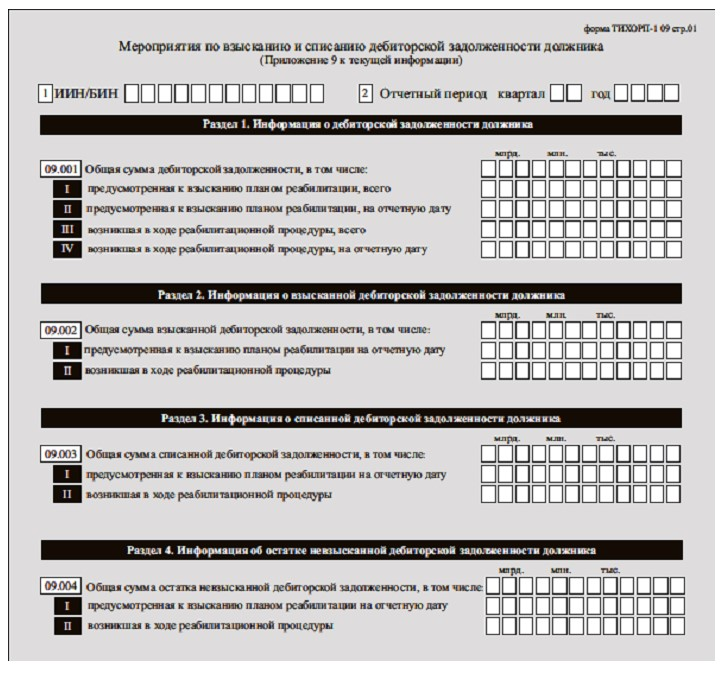 форма ТИХОРП-1 09 стр.01
Мероприятия по взысканию и списанию дебиторской задолженности должника
(Приложение 9 к текущей информации)
1 ИИН/БИН 2 Отчетный период квартал год
Раздел 1. Информация о дебиторской задолженности должника
млрд. млн. тыс.
09.001 Общая сумма дебиторской задолженности, в том числе:
I предусмотренная к взысканию планом реабилитации, всего
II предусмотренная к взысканию планом реабилитации, на отчетную дату
III возникшая в ходе реабилитационной процедуры, всего
IV возникшая в ходе реабилитационной процедуры, на отчетную дату
Раздел 2. Информация о взысканной дебиторской задолженности должника
млрд. млн. тыс.
09.002 Общая сумма взысканной дебиторской задолженности, в том числе:
I предусмотренная к взысканию планом реабилитации на отчетную дату
II возникшая в ходе реабилитационной процедуры
Раздел 3. Информация о списанной дебиторской задолженности должника
млрд. млн. тыс.
09.003 Общая сумма списанной дебиторской задолженности, в том числе:
I предусмотренная к взысканию планом реабилитации на отчетную дату
II возникшая в ходе реабилитационной процедуры
Раздел 4. Информация об остатке невзысканной дебиторской задолженности должника
млрд. млн. тыс.
09.004 Общая сумма остатка невзысканной дебиторской задолженности, в том числе:
I предусмотренная к взысканию планом реабилитации на отчетную дату
II возникшая в ходе реабилитационной процедуры